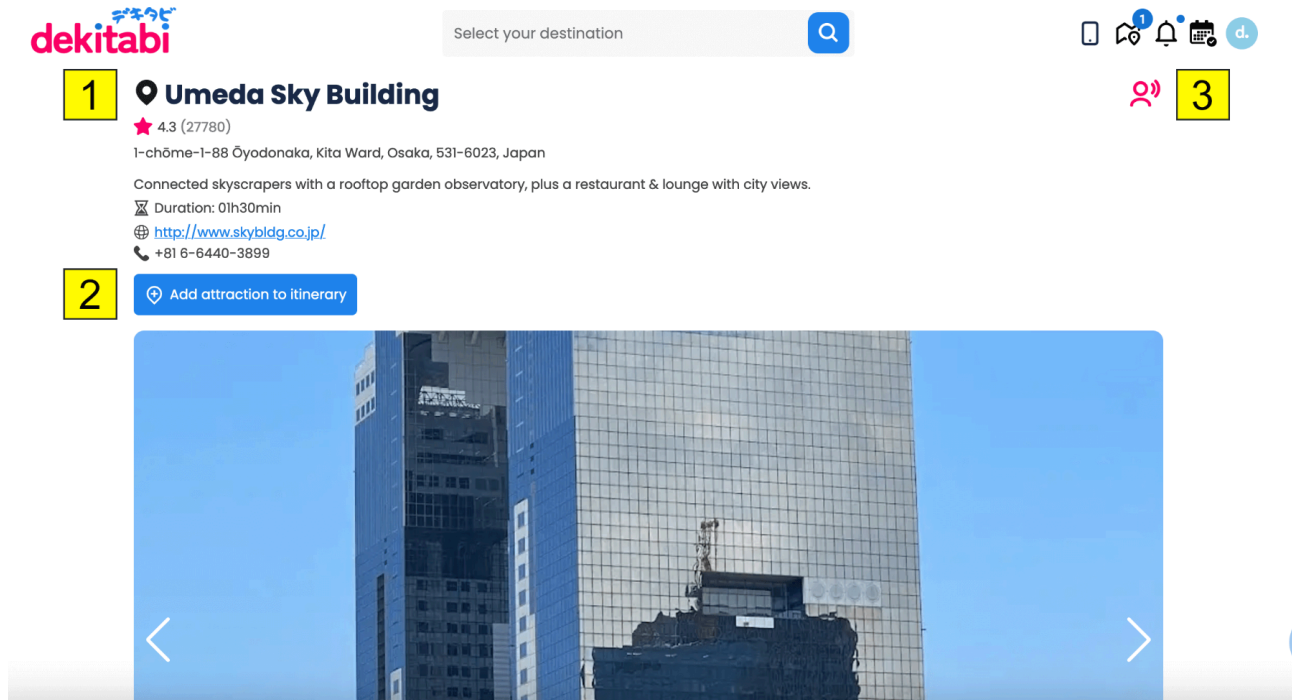 デキタビ
dekitabi
Select your destination
1
d.
1
Umeda Sky Building
3
4.3 (27780)
1-chōme-1-88 Ōyodonaka, Kita Ward, Osaka, 531-6023, Japan
Connected skyscrapers with a rooftop garden observatory, plus a restaurant & lounge with city views.
Duration: 01h30min
http://www.skybldg.co.jp/
+81 6-6440-3899
2
Add attraction to itinerary